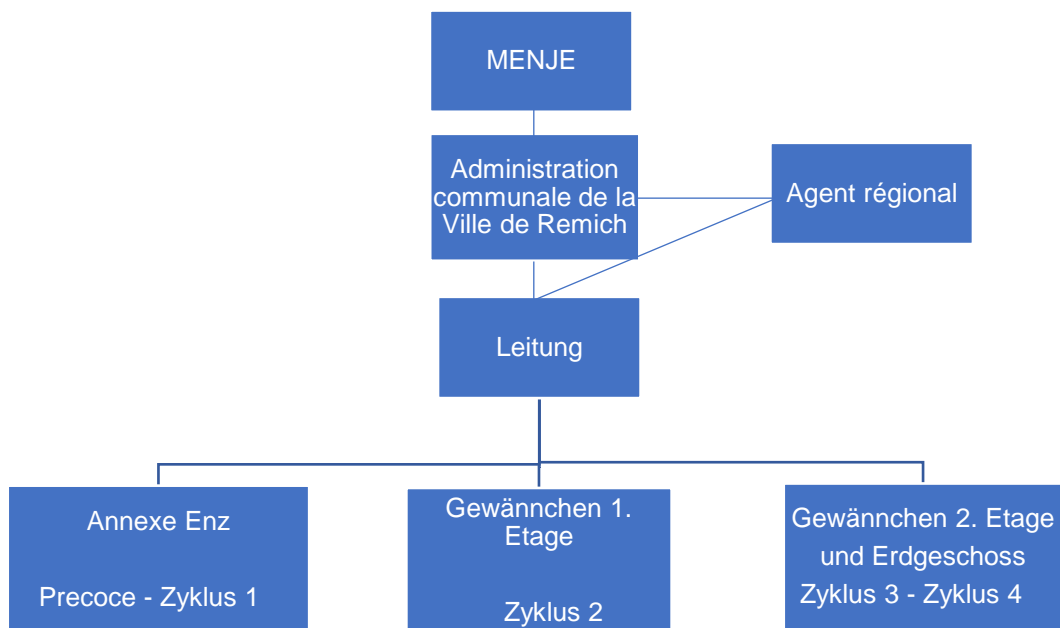 MENJE
Administration
communale de la
Ville de Remich
Agent régional
Leitung
Annexe Enz
Precoce - Zyklus 1
Gewännchen 1.
Etage
Zyklus 2
Gewännchen 2. Etage
und Erdgeschoss
Zyklus 3 - Zyklus 4